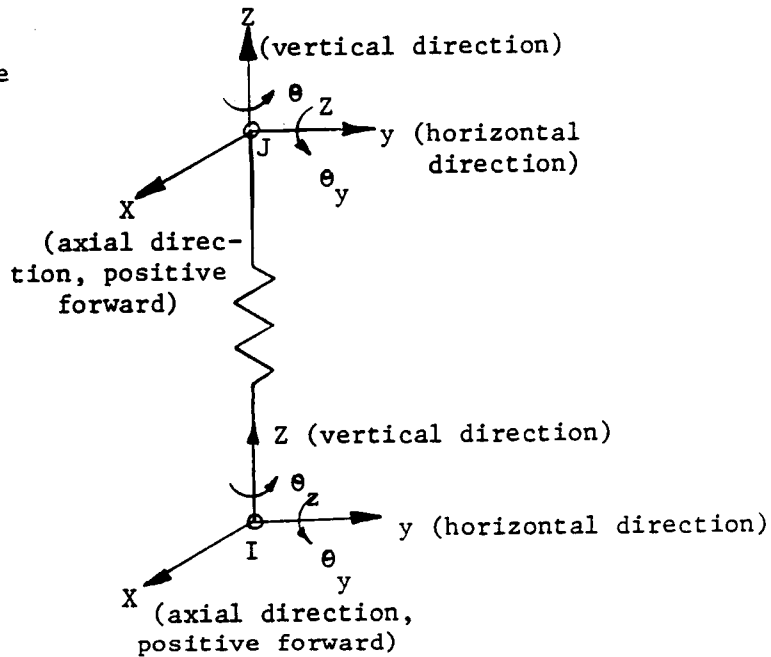 Z
(vertical direction)
e
θ
Z
y (horizontal
direction)
J
θ
y
X
(axial direc-
tion, positive
forward)
Z (vertical direction)
θ
z
y (horizontal direction)
I
θ
y
X
(axial direction,
positive forward)